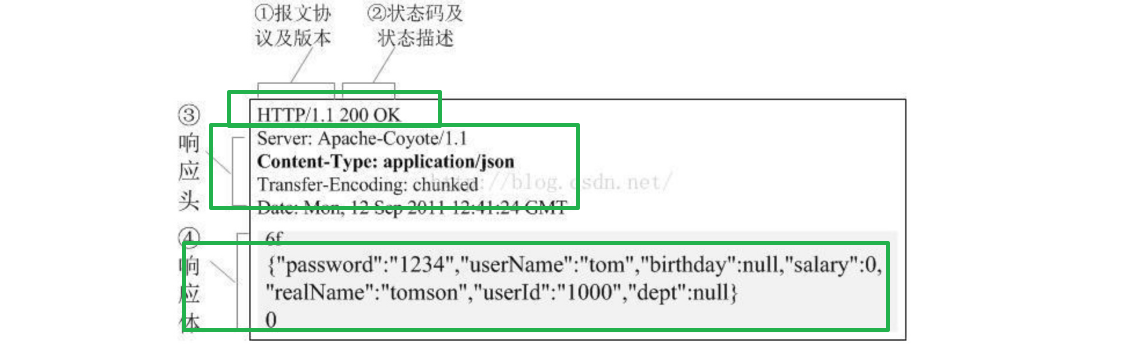 ①报文协
议及版本
②状态码及
状态描述
③
响
应
头
HTTP/1.1 200 OK
Server: Apache-Coyote/1.1
Content-Type: application/json
Transfer-Encoding: chunked
Date: Mon, 12 Sep 2011 12:41:24 GMT
http://blog.csdn.net/
④
响
应
体
6f
{"password":"1234","userName":"tom","birthday":null,"salary":0,
"realName":"tomson","userId":"1000","dept":null}
0